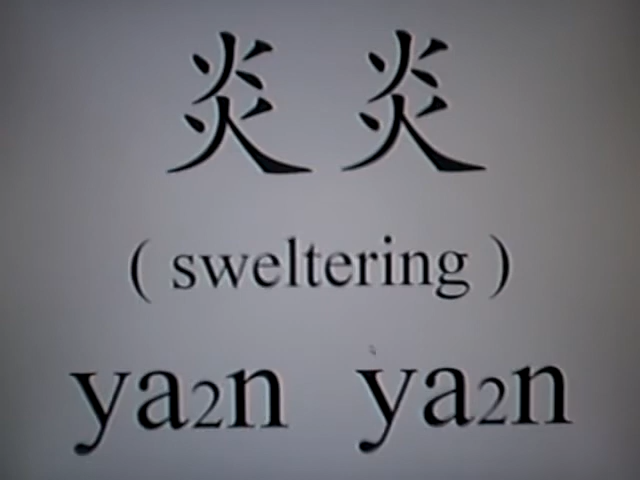 炎炎
( sweltering )
ya2n ya2n